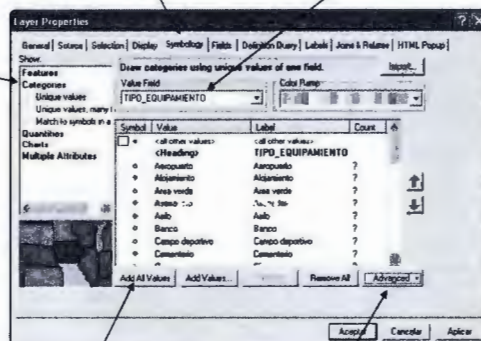 Layer Properties
General Source Selection Display Symbology Fields Definition Query Labels Joins & Relates HTML Popup
Show:
Features
Categories
Unique values
Unique values, many
Match to symbols in a
Quantities
Charts
Multiple Attributes
Draw categories using unique values of one field.
Import...
Value Field
Color Ramp
TIPO_EQUIPAMIENTO
Symbol Value Label Count
<all other values> <all other values>
<Heading> TIPO_EQUIPAMIENTO
Aeropuerto Aeropuerto ?
Alojamiento Alojamiento ?
Area verde Area verde ?
?
Asilo Asilo ?
Banco Banco ?
Campo deportivo Campo deportivo ?
Cementerio Cementerio ?
Add All Values Add Values... Remove All Advanced
Aceptar Cancelar Aplicar